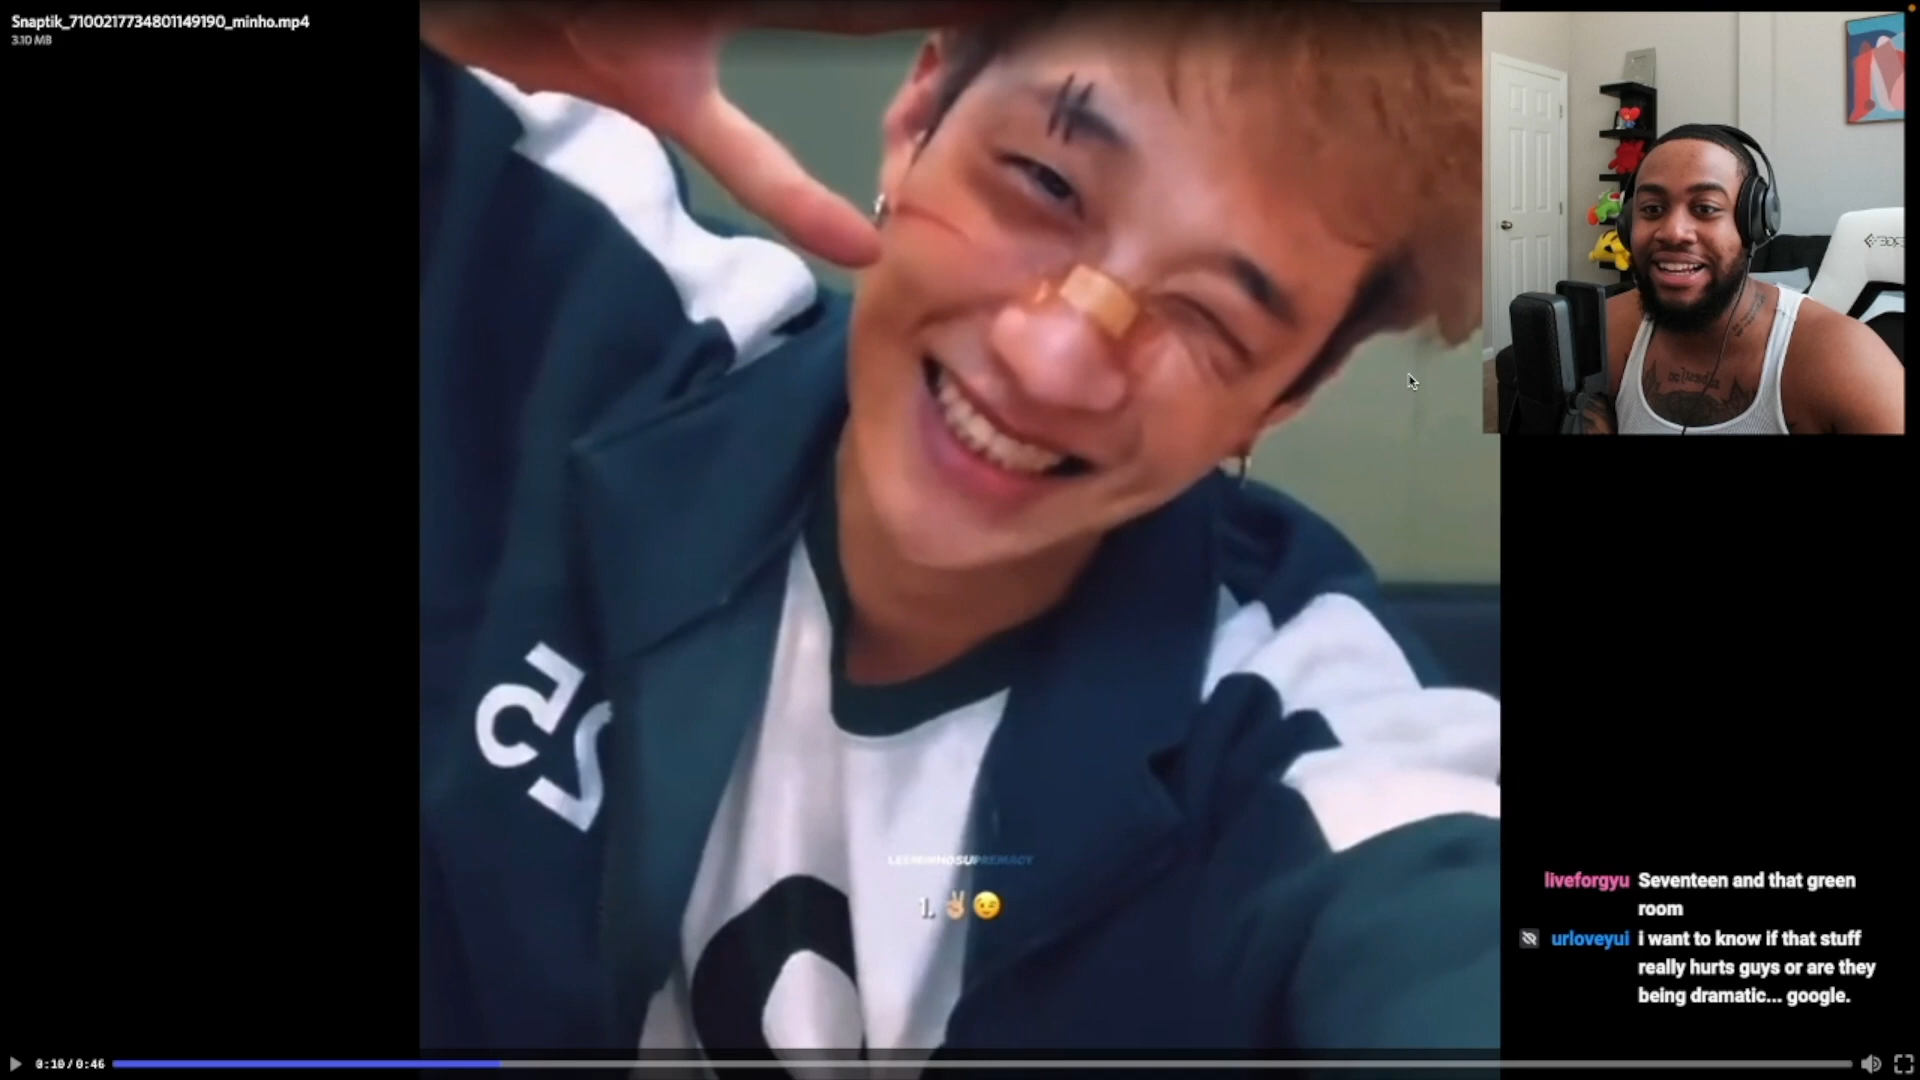 Snaptik_7100217734801149190_minho.mp4
3.10 MB
LEEMINHOSUPREMACY
1. ✌🏼😉
liveforgyu Seventeen and that green
room
urloveyui i want to know if that stuff
really hurts guys or are they
being dramatic... google.
0:10 / 0:46